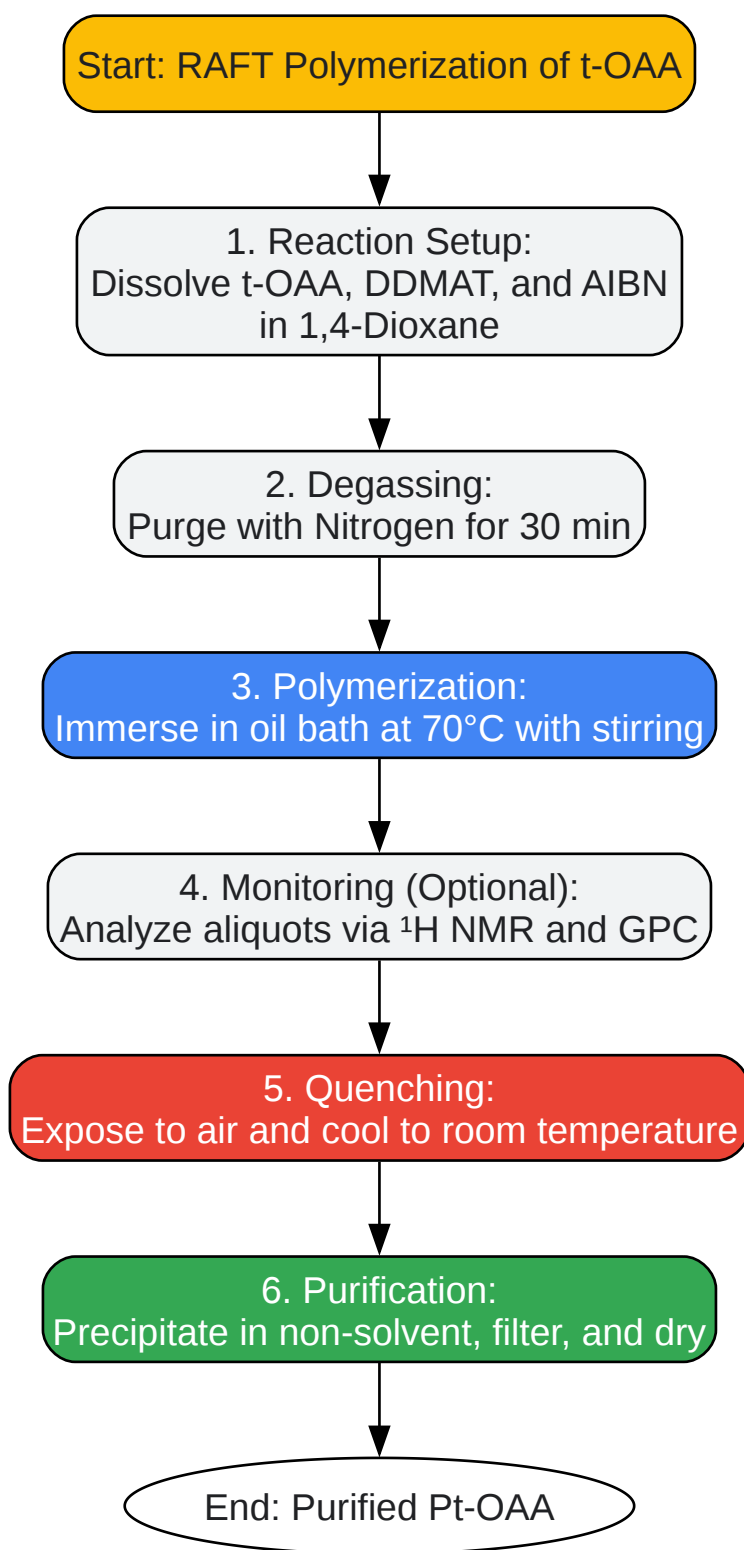 Start: RAFT Polymerization of t-OAA
1. Reaction Setup:
Dissolve t-OAA, DDMAT, and AIBN
in 1,4-Dioxane
2. Degassing:
Purge with Nitrogen for 30 min
3. Polymerization:
Immerse in oil bath at 70°C with stirring
4. Monitoring (Optional):
Analyze aliquots via ¹H NMR and GPC
5. Quenching:
Expose to air and cool to room temperature
6. Purification:
Precipitate in non-solvent, filter, and dry
End: Purified Pt-OAA